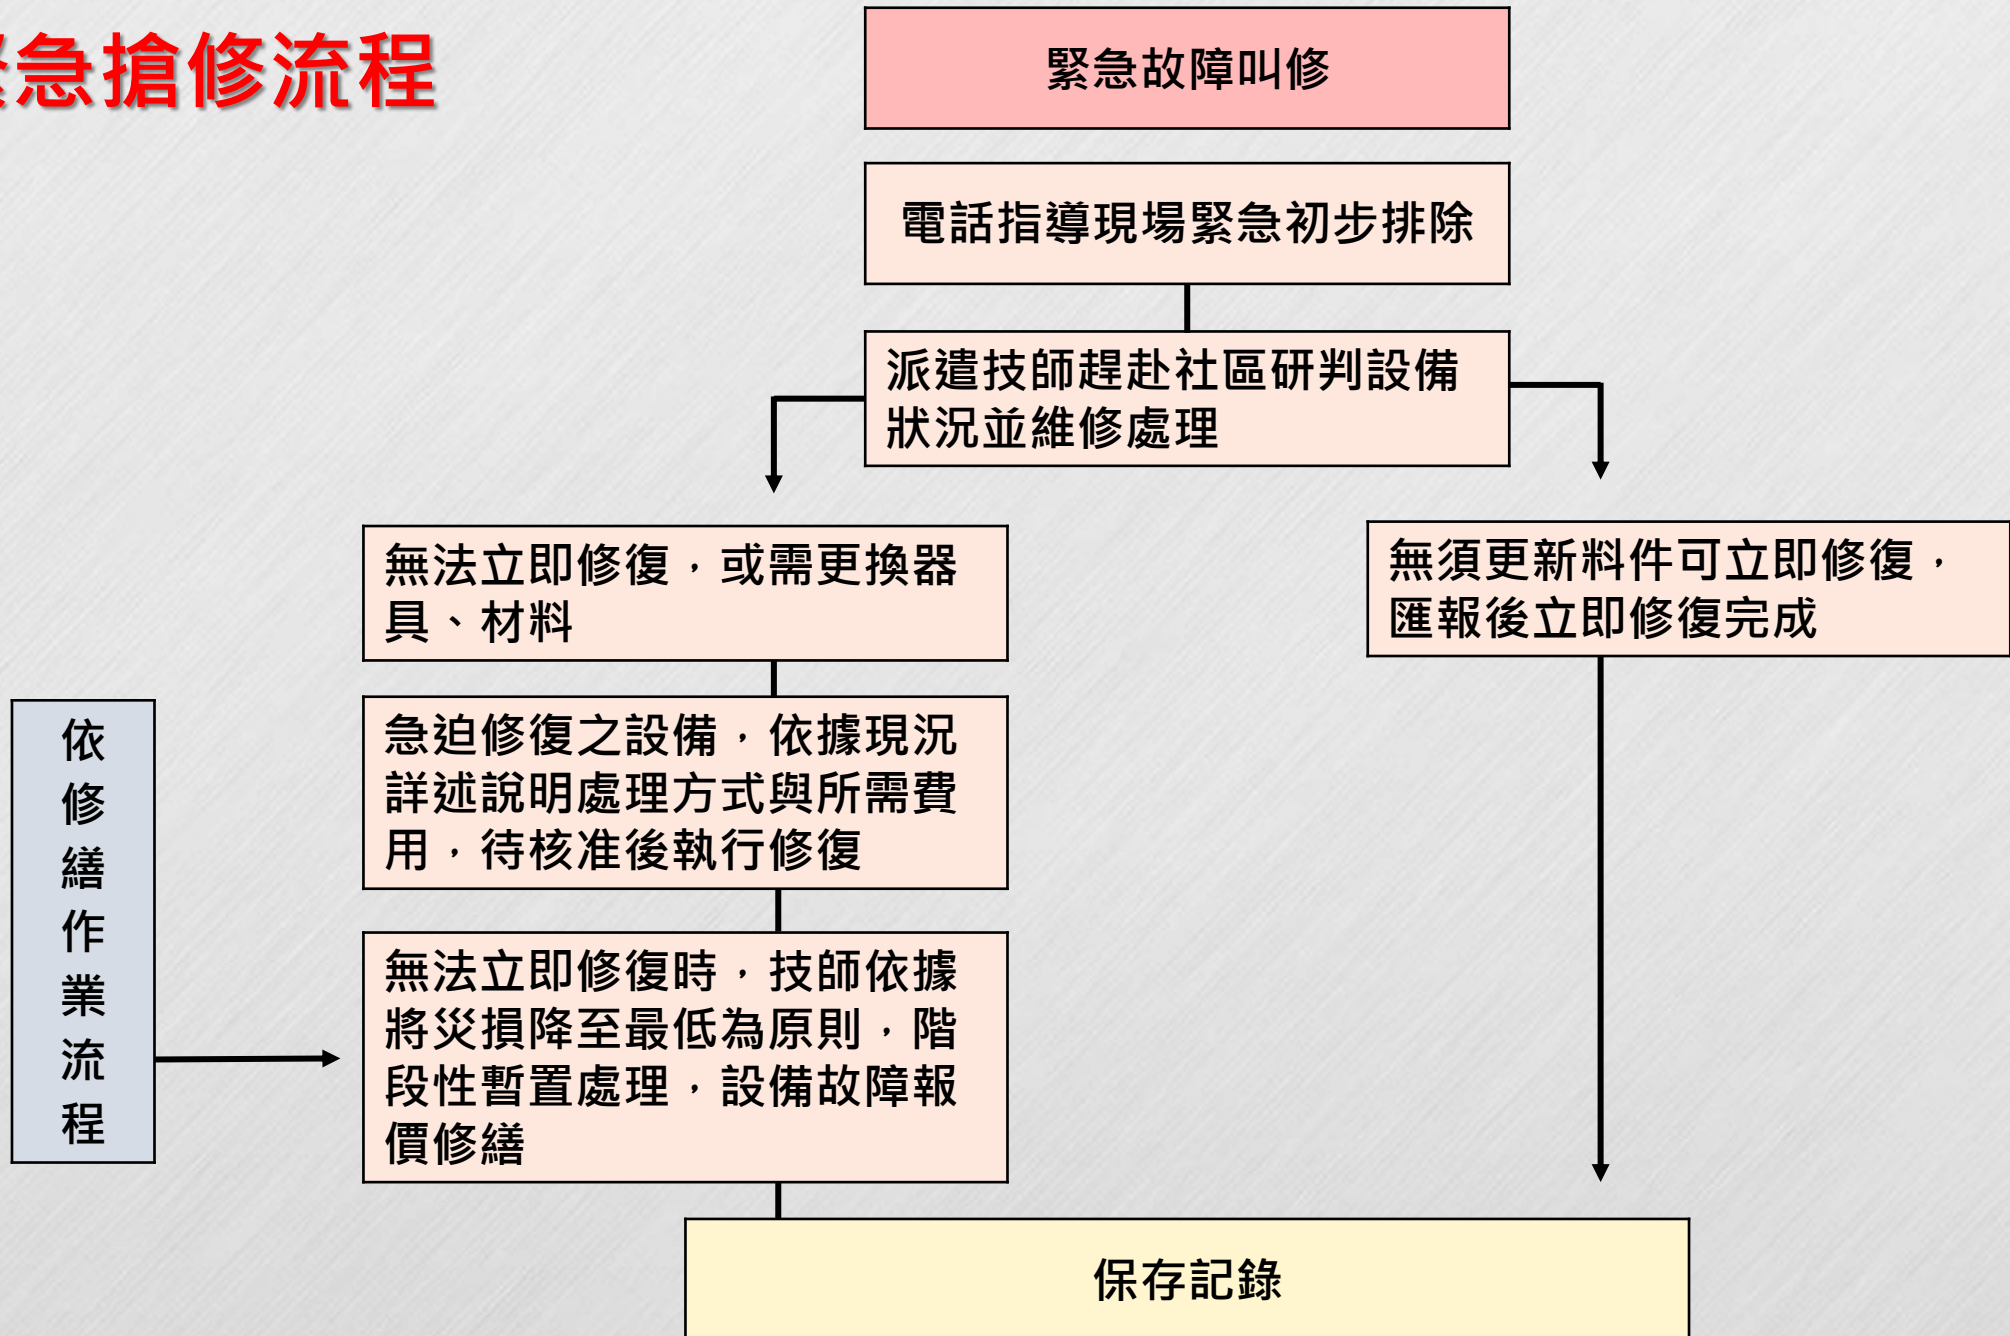 急搶修流程
緊急故障叫修
電話指導現場緊急初步排除
派遣技師趕赴社區研判設備
狀況並維修處理
無法立即修復，或需更換器
具、材料
無須更新料件可立即修復，
匯報後立即修復完成
急迫修復之設備，依據現況
詳述說明處理方式與所需費
用，待核准後執行修復
依
修
繕
作
業
流
程
無法立即修復時，技師依據
將災損降至最低為原則，階
段性暫置處理，設備故障報
價修繕
保存記錄